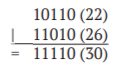 10110 (22)
| 11010 (26)
= 11110 (30)